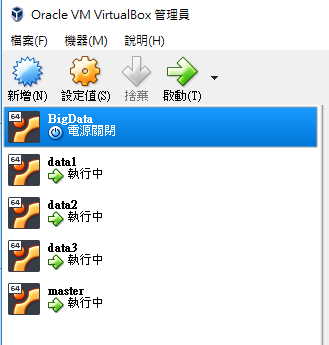 Oracle VM VirtualBox 管理員
檔案(F) 機器(M) 說明(H)
新增(N) 設定值(S) 捨棄 啟動(T)
64 BigData
電源關閉
64 data1
執行中
64 data2
執行中
64 data3
執行中
64 master
執行中